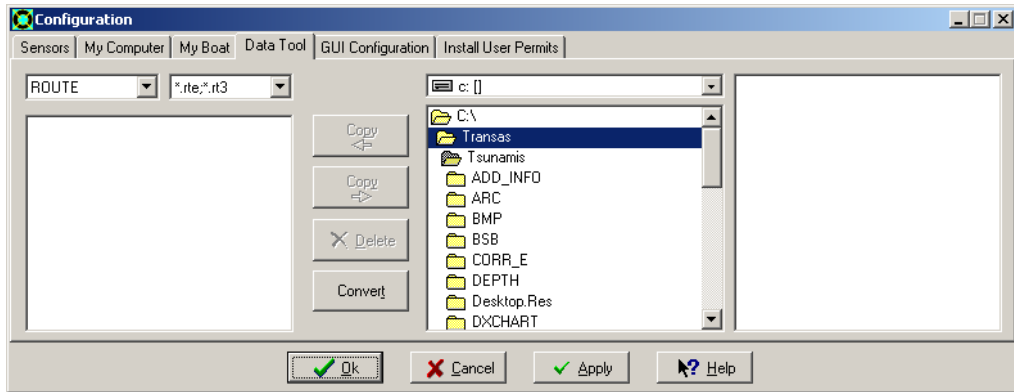 Configuration
Sensors My Computer My Boat Data Tool GUI Configuration Install User Permits
ROUTE *.rte;*.rt3 c: []
C:\
Transas
Tsunamis
ADD_INFO
ARC
BMP
BSB
CORR_E
DEPTH
Desktop.Res
DXCHART
Copy
Copy
Delete
Convert
Ok Cancel Apply Help